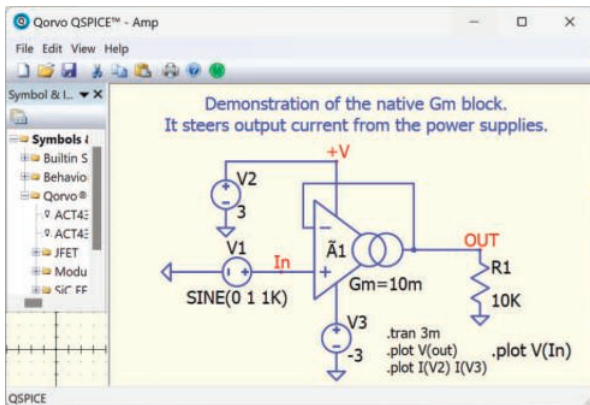 Qorvo QSPICE™ - Amp
File Edit View Help
Symbol & I...
Symbols &
Builtin S
Behavio
Qorvo®
ACT43
ACT43
JFET
Modu
SiC FE
Demonstration of the native Gm block.
It steers output current from the power supplies.
+V
V2
3
V1
In
SINE(0 1 1K)
Ã1
Gm=10m
OUT
R1
10K
V3
-3
.tran 3m
.plot V(out)
.plot I(V2) I(V3)
.plot V(In)
QSPICE